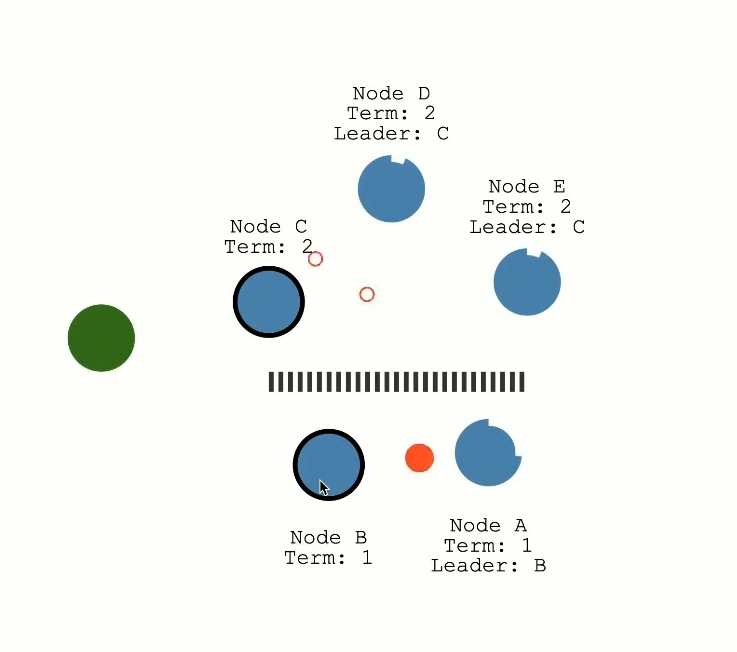 Node D
Term: 2
Leader: C
Node E
Term: 2
Leader: C
Node C
Term: 2
Node B
Term: 1
Node A
Term: 1
Leader: B